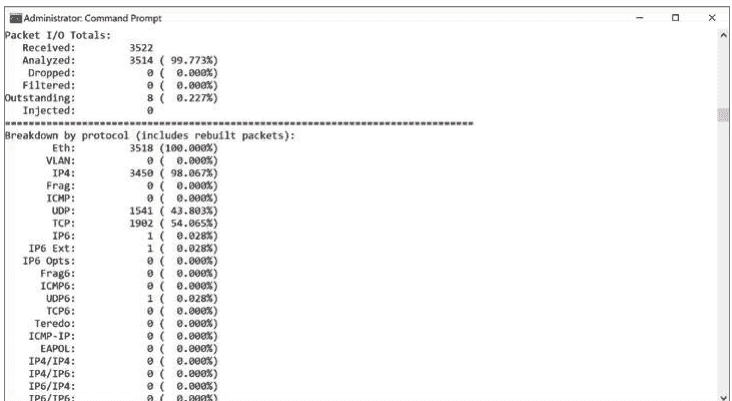 Administrator: Command Prompt
Packet I/O Totals:
Received: 3522
Analyzed: 3514 ( 99.773%)
Dropped: 0 ( 0.000%)
Filtered: 0 ( 0.000%)
Outstanding: 8 ( 0.227%)
Injected: 0
===============================================================================
Breakdown by protocol (includes rebuilt packets):
Eth: 3518 (100.000%)
VLAN: 0 ( 0.000%)
IP4: 3450 ( 98.067%)
Frag: 0 ( 0.000%)
ICMP: 0 ( 0.000%)
UDP: 1541 ( 43.803%)
TCP: 1902 ( 54.065%)
IP6: 1 ( 0.028%)
IP6 Ext: 1 ( 0.028%)
IP6 Opts: 0 ( 0.000%)
Frag6: 0 ( 0.000%)
ICMP6: 0 ( 0.000%)
UDP6: 1 ( 0.028%)
TCP6: 0 ( 0.000%)
Teredo: 0 ( 0.000%)
ICMP-IP: 0 ( 0.000%)
EAPOL: 0 ( 0.000%)
IP4/IP4: 0 ( 0.000%)
IP4/IP6: 0 ( 0.000%)
IP6/IP4: 0 ( 0.000%)
IP6/IP6: 0 ( 0.000%)